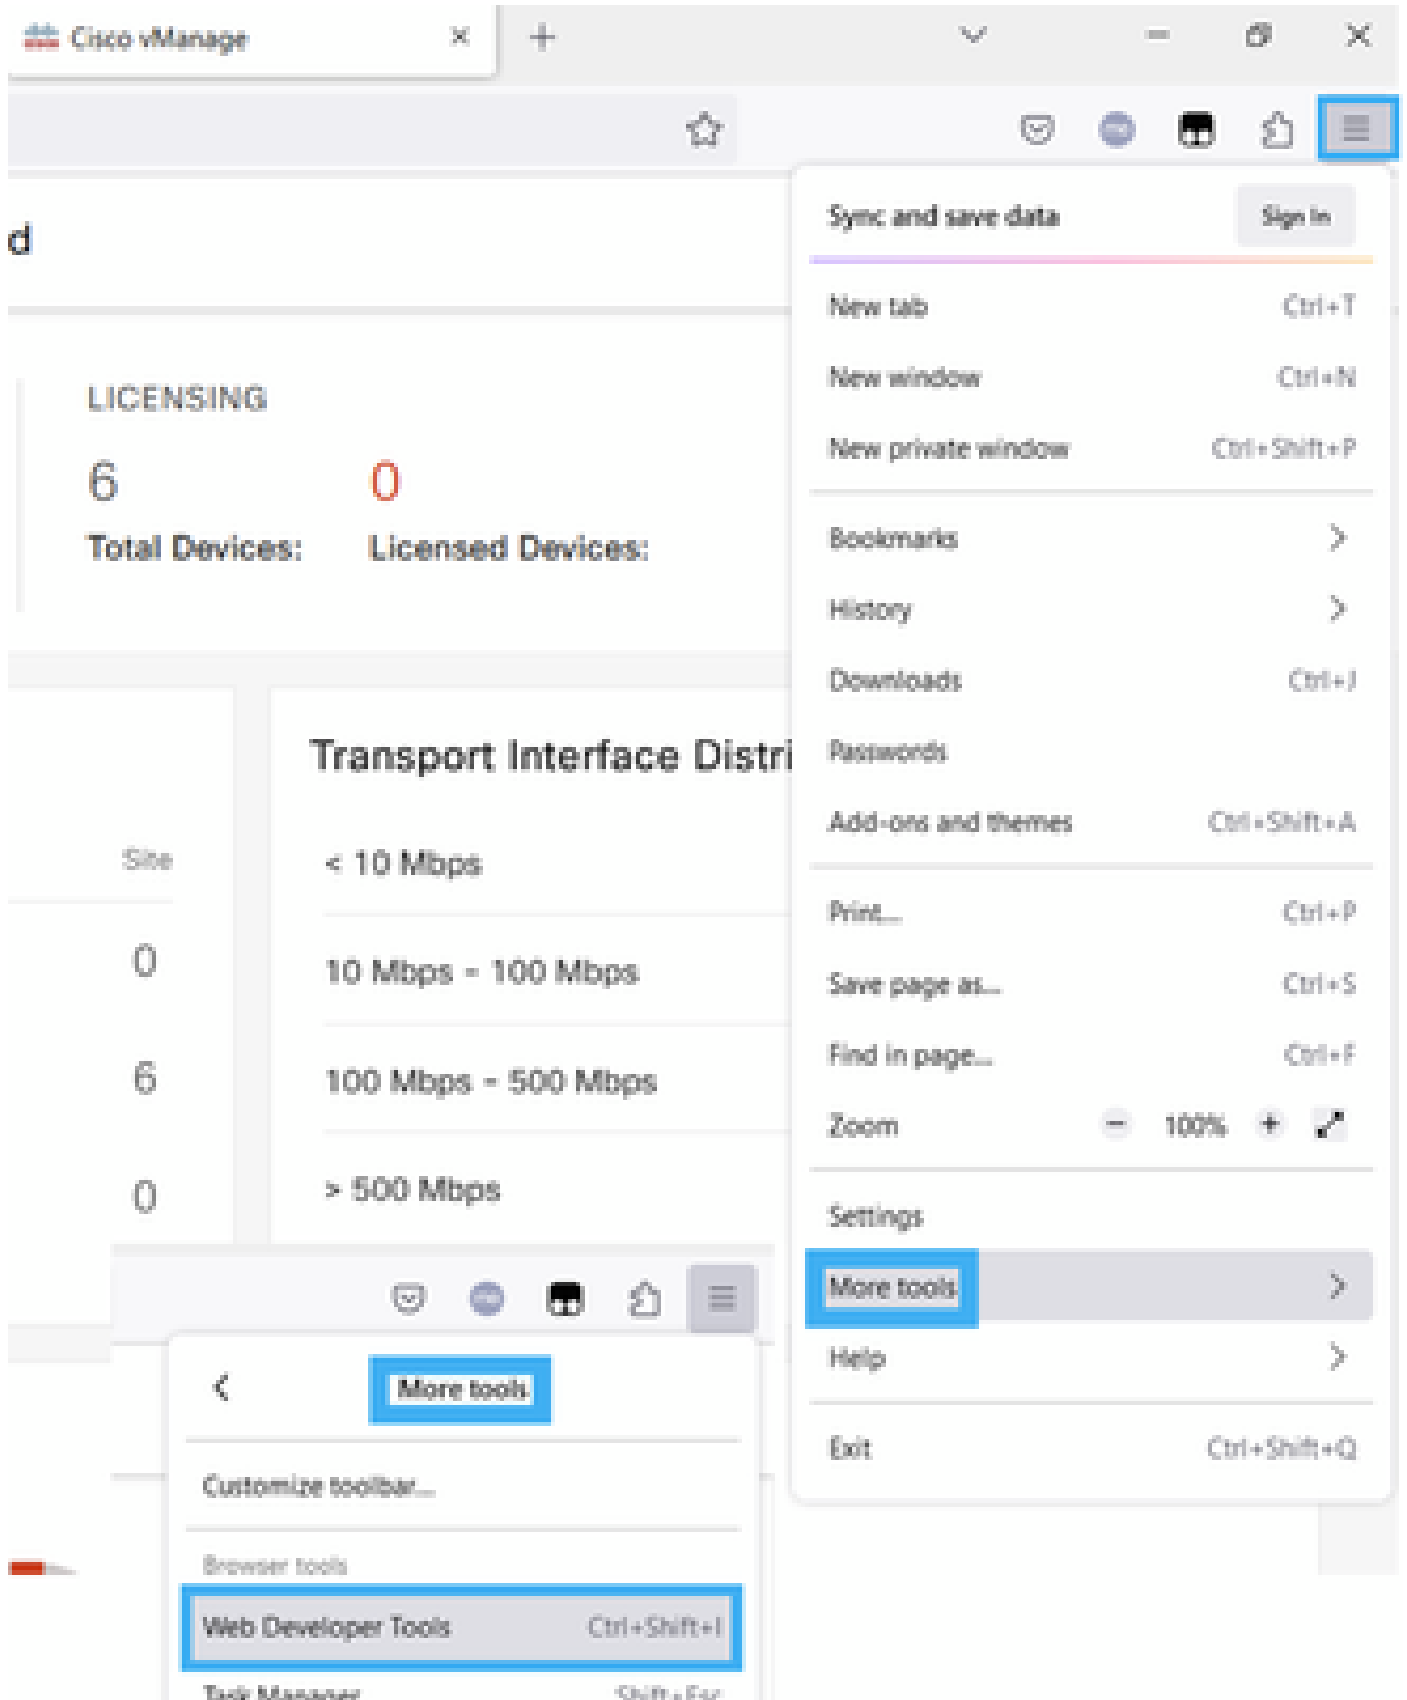 Cisco vManage
d
LICENSING
6 0
Total Devices: Licensed Devices:
Transport Interface Distri
Site
< 10 Mbps
0
10 Mbps - 100 Mbps
6
100 Mbps - 500 Mbps
0
> 500 Mbps
Sync and save data Sign In
New tab Ctrl+T
New window Ctrl+N
New private window Ctrl+Shift+P
Bookmarks
History
Downloads Ctrl+J
Passwords
Add-ons and themes Ctrl+Shift+A
Print... Ctrl+P
Save page as... Ctrl+S
Find in page... Ctrl+F
Zoom − 100% +
Settings
More tools
Help
Exit Ctrl+Shift+Q
More tools
Customize toolbar...
Browser tools
Web Developer Tools Ctrl+Shift+I
Task Manager Shift+Esc